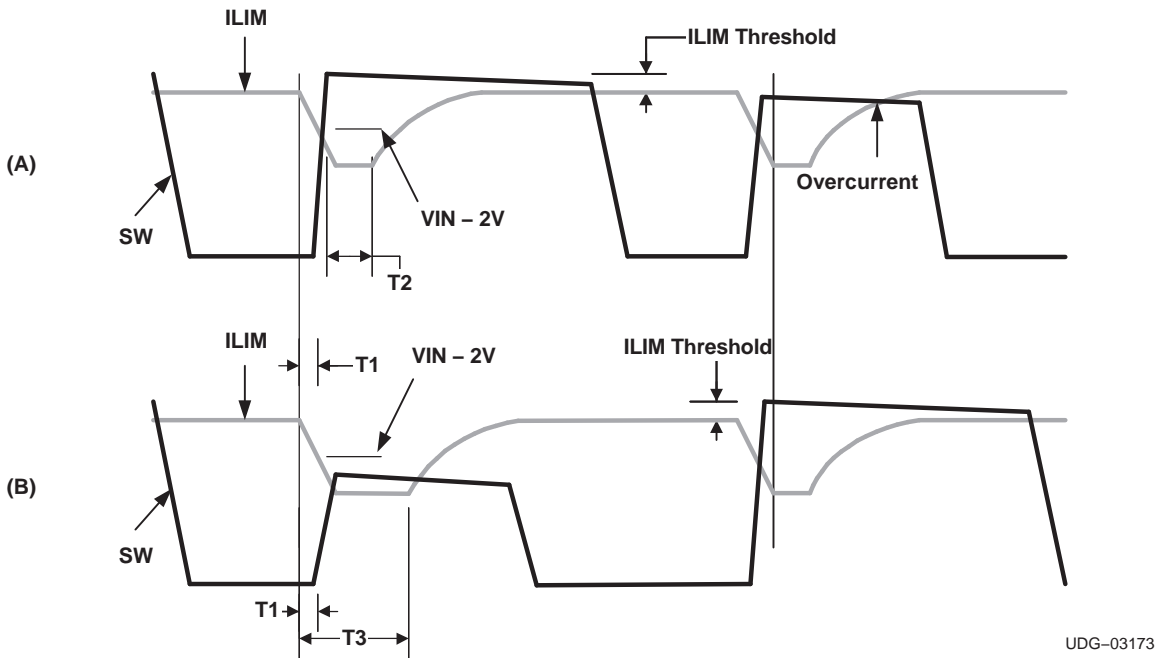 ILIM
ILIM Threshold
(A)
Overcurrent
SW
VIN – 2V
T2
ILIM
T1
VIN – 2V
ILIM Threshold
(B)
SW
T1
T3
UDG–03173